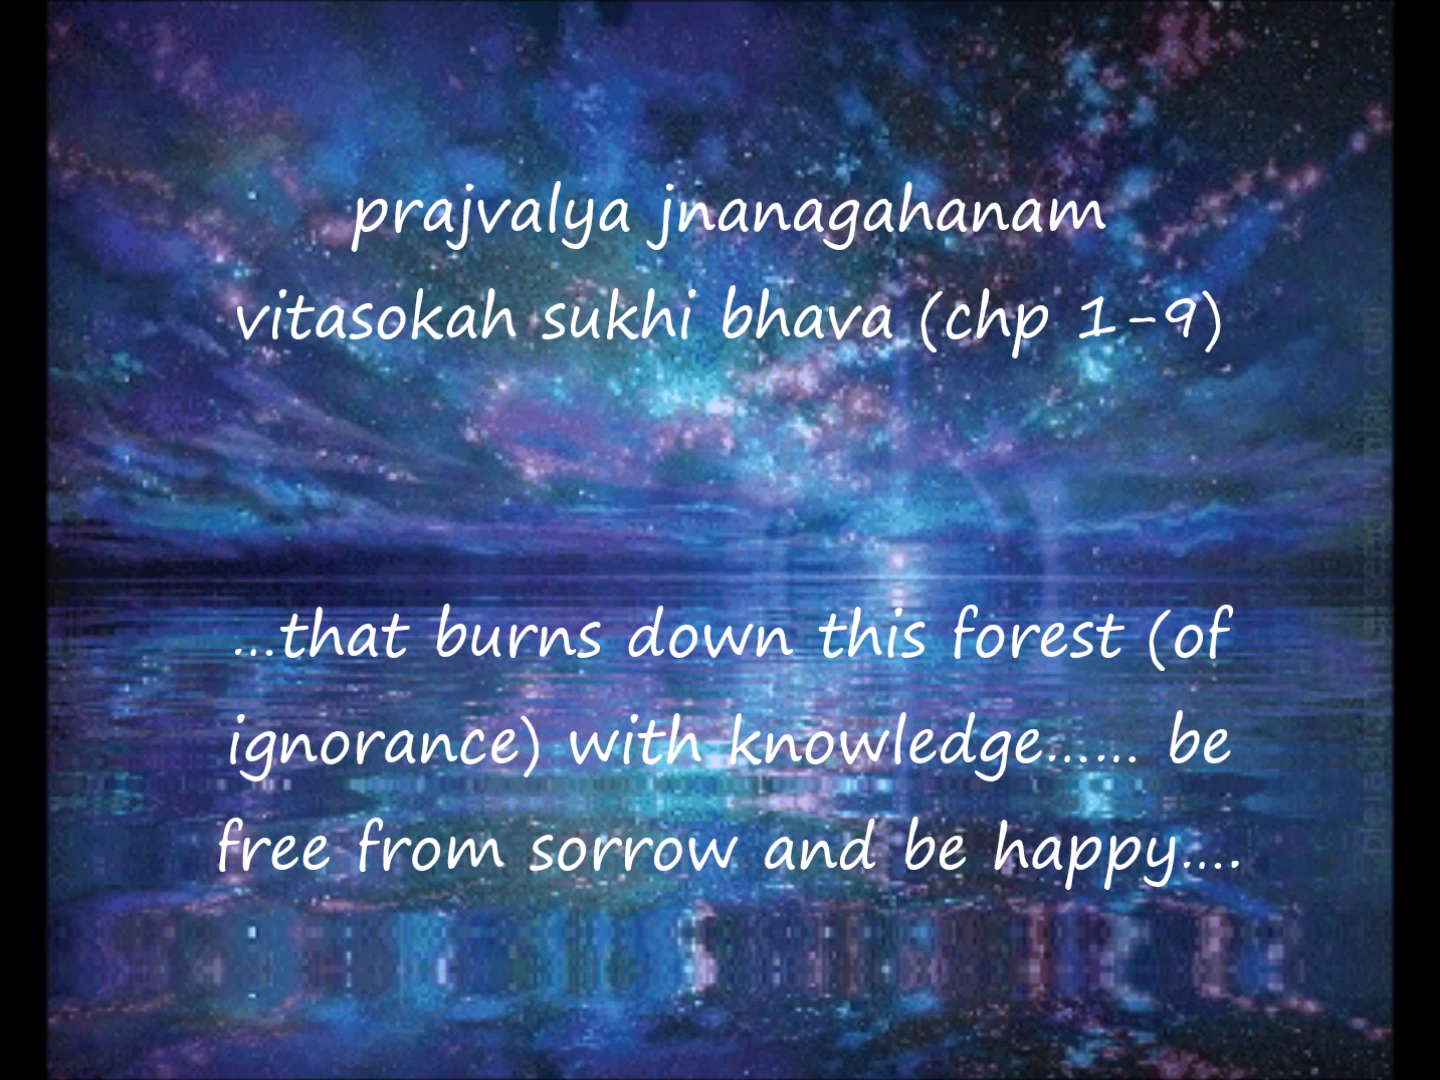 prajvalya jnanagahanam
vitasokah sukhi bhava (chp 1-9)
...that burns down this forest (of
ignorance) with knowledge...... be
free from sorrow and be happy....